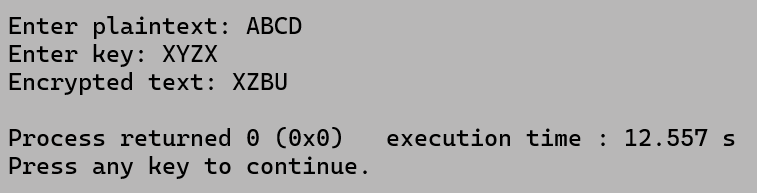 Enter plaintext: ABCD
Enter key: XYZX
Encrypted text: XZBU
Process returned 0 (0x0)   execution time : 12.557 s
Press any key to continue.